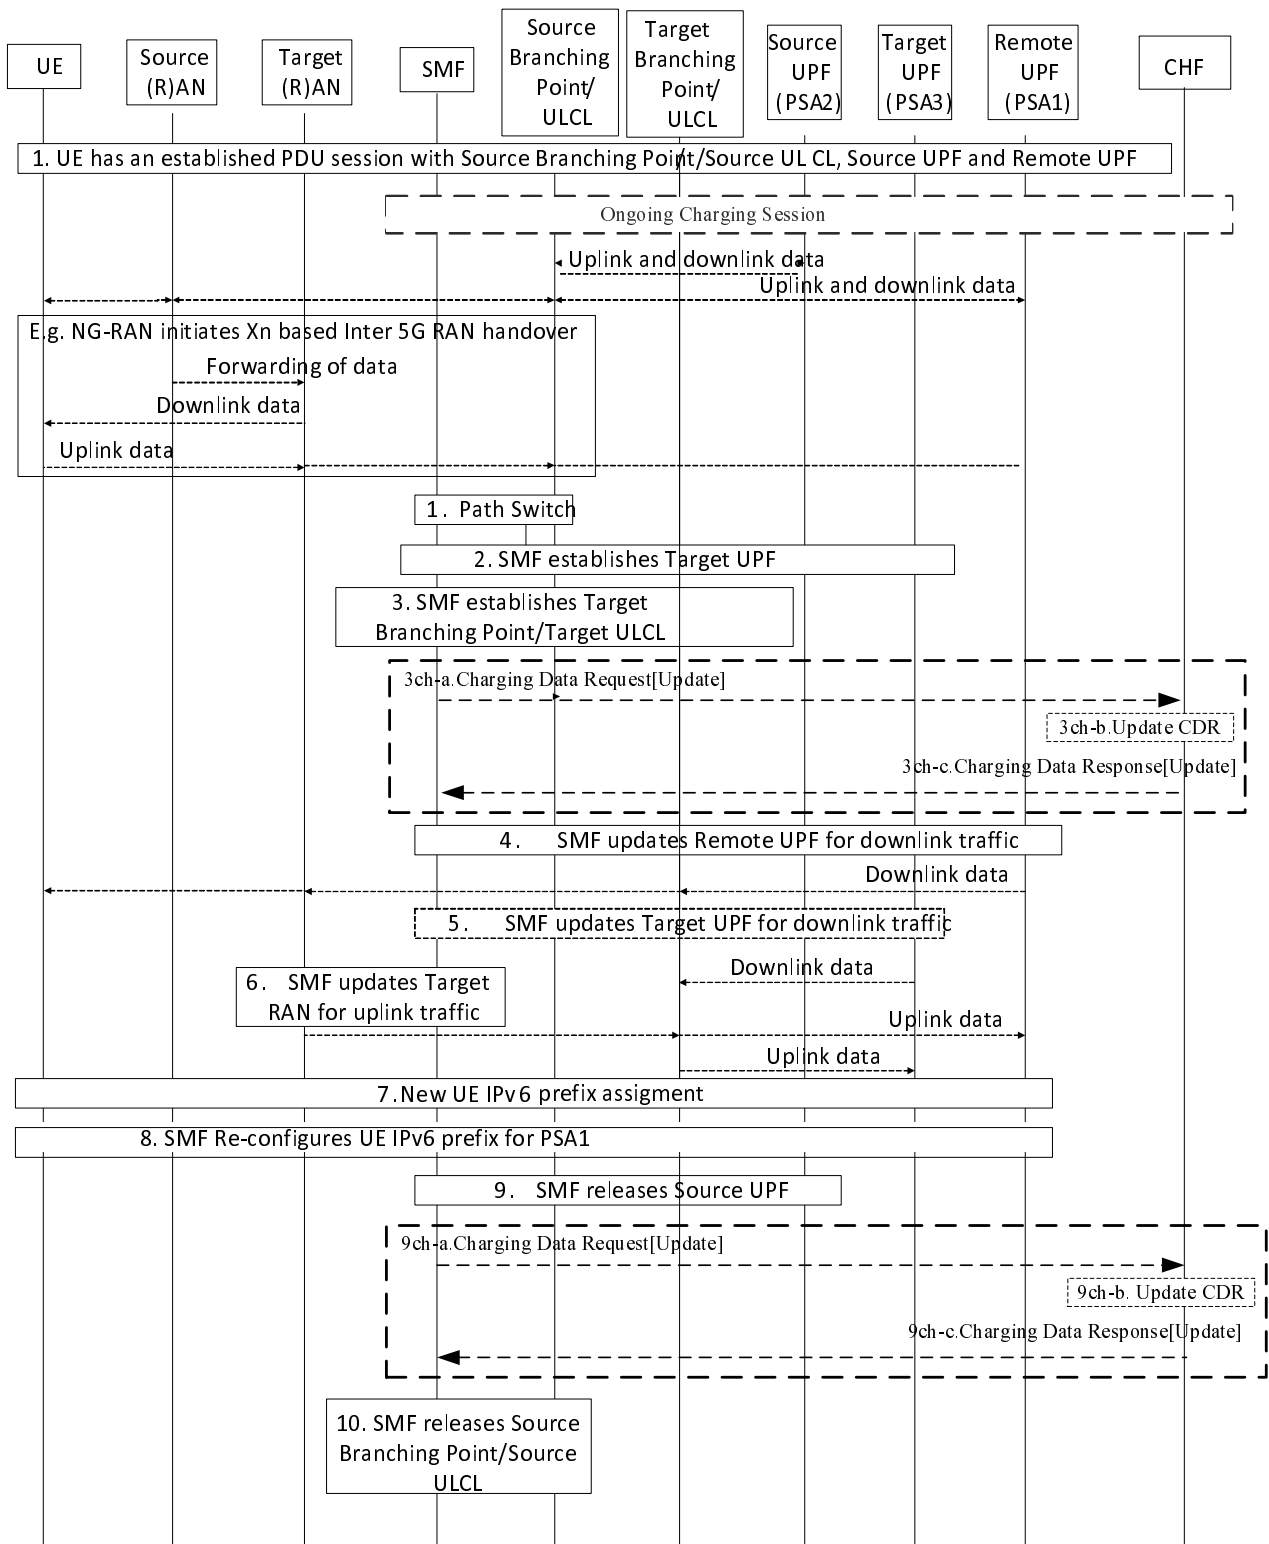 UE
Source
(R)AN
Target
(R)AN
SMF
Source
Branching
Point/
ULCL
Target
Branching
Point/
ULCL
Source
UPF
(PSA2)
Target
UPF
(PSA3)
Remote
UPF
(PSA1)
CHF
1. UE has an established PDU session with Source Branching Point/Source UL CL, Source UPF and Remote UPF
Ongoing Charging Session
Uplink and downlink data
Uplink and downlink data
E.g. NG-RAN initiates Xn based Inter 5G RAN handover
Forwarding of data
Downlink data
Uplink data
1. Path Switch
2. SMF establishes Target UPF
3. SMF establishes Target
Branching Point/Target ULCL
3ch-a.Charging Data Request[Update]
3ch-b.Update CDR
3ch-c.Charging Data Response[Update]
4. SMF updates Remote UPF for downlink traffic
Downlink data
5. SMF updates Target UPF for downlink traffic
Downlink data
6. SMF updates Target
RAN for uplink traffic
Uplink data
Uplink data
7.New UE IPv6 prefix assigment
8. SMF Re-configures UE IPv6 prefix for PSA1
9. SMF releases Source UPF
9ch-a.Charging Data Request[Update]
9ch-b. Update CDR
9ch-c.Charging Data Response[Update]
10. SMF releases Source
Branching Point/Source
ULCL